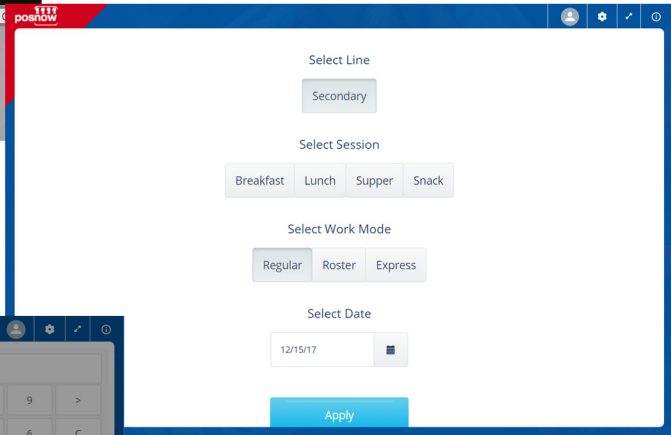 posnow
Select Line
Secondary
Select Session
Breakfast Lunch Supper Snack
Select Work Mode
Regular Roster Express
Select Date
12/15/17
Apply
9 >
6 C